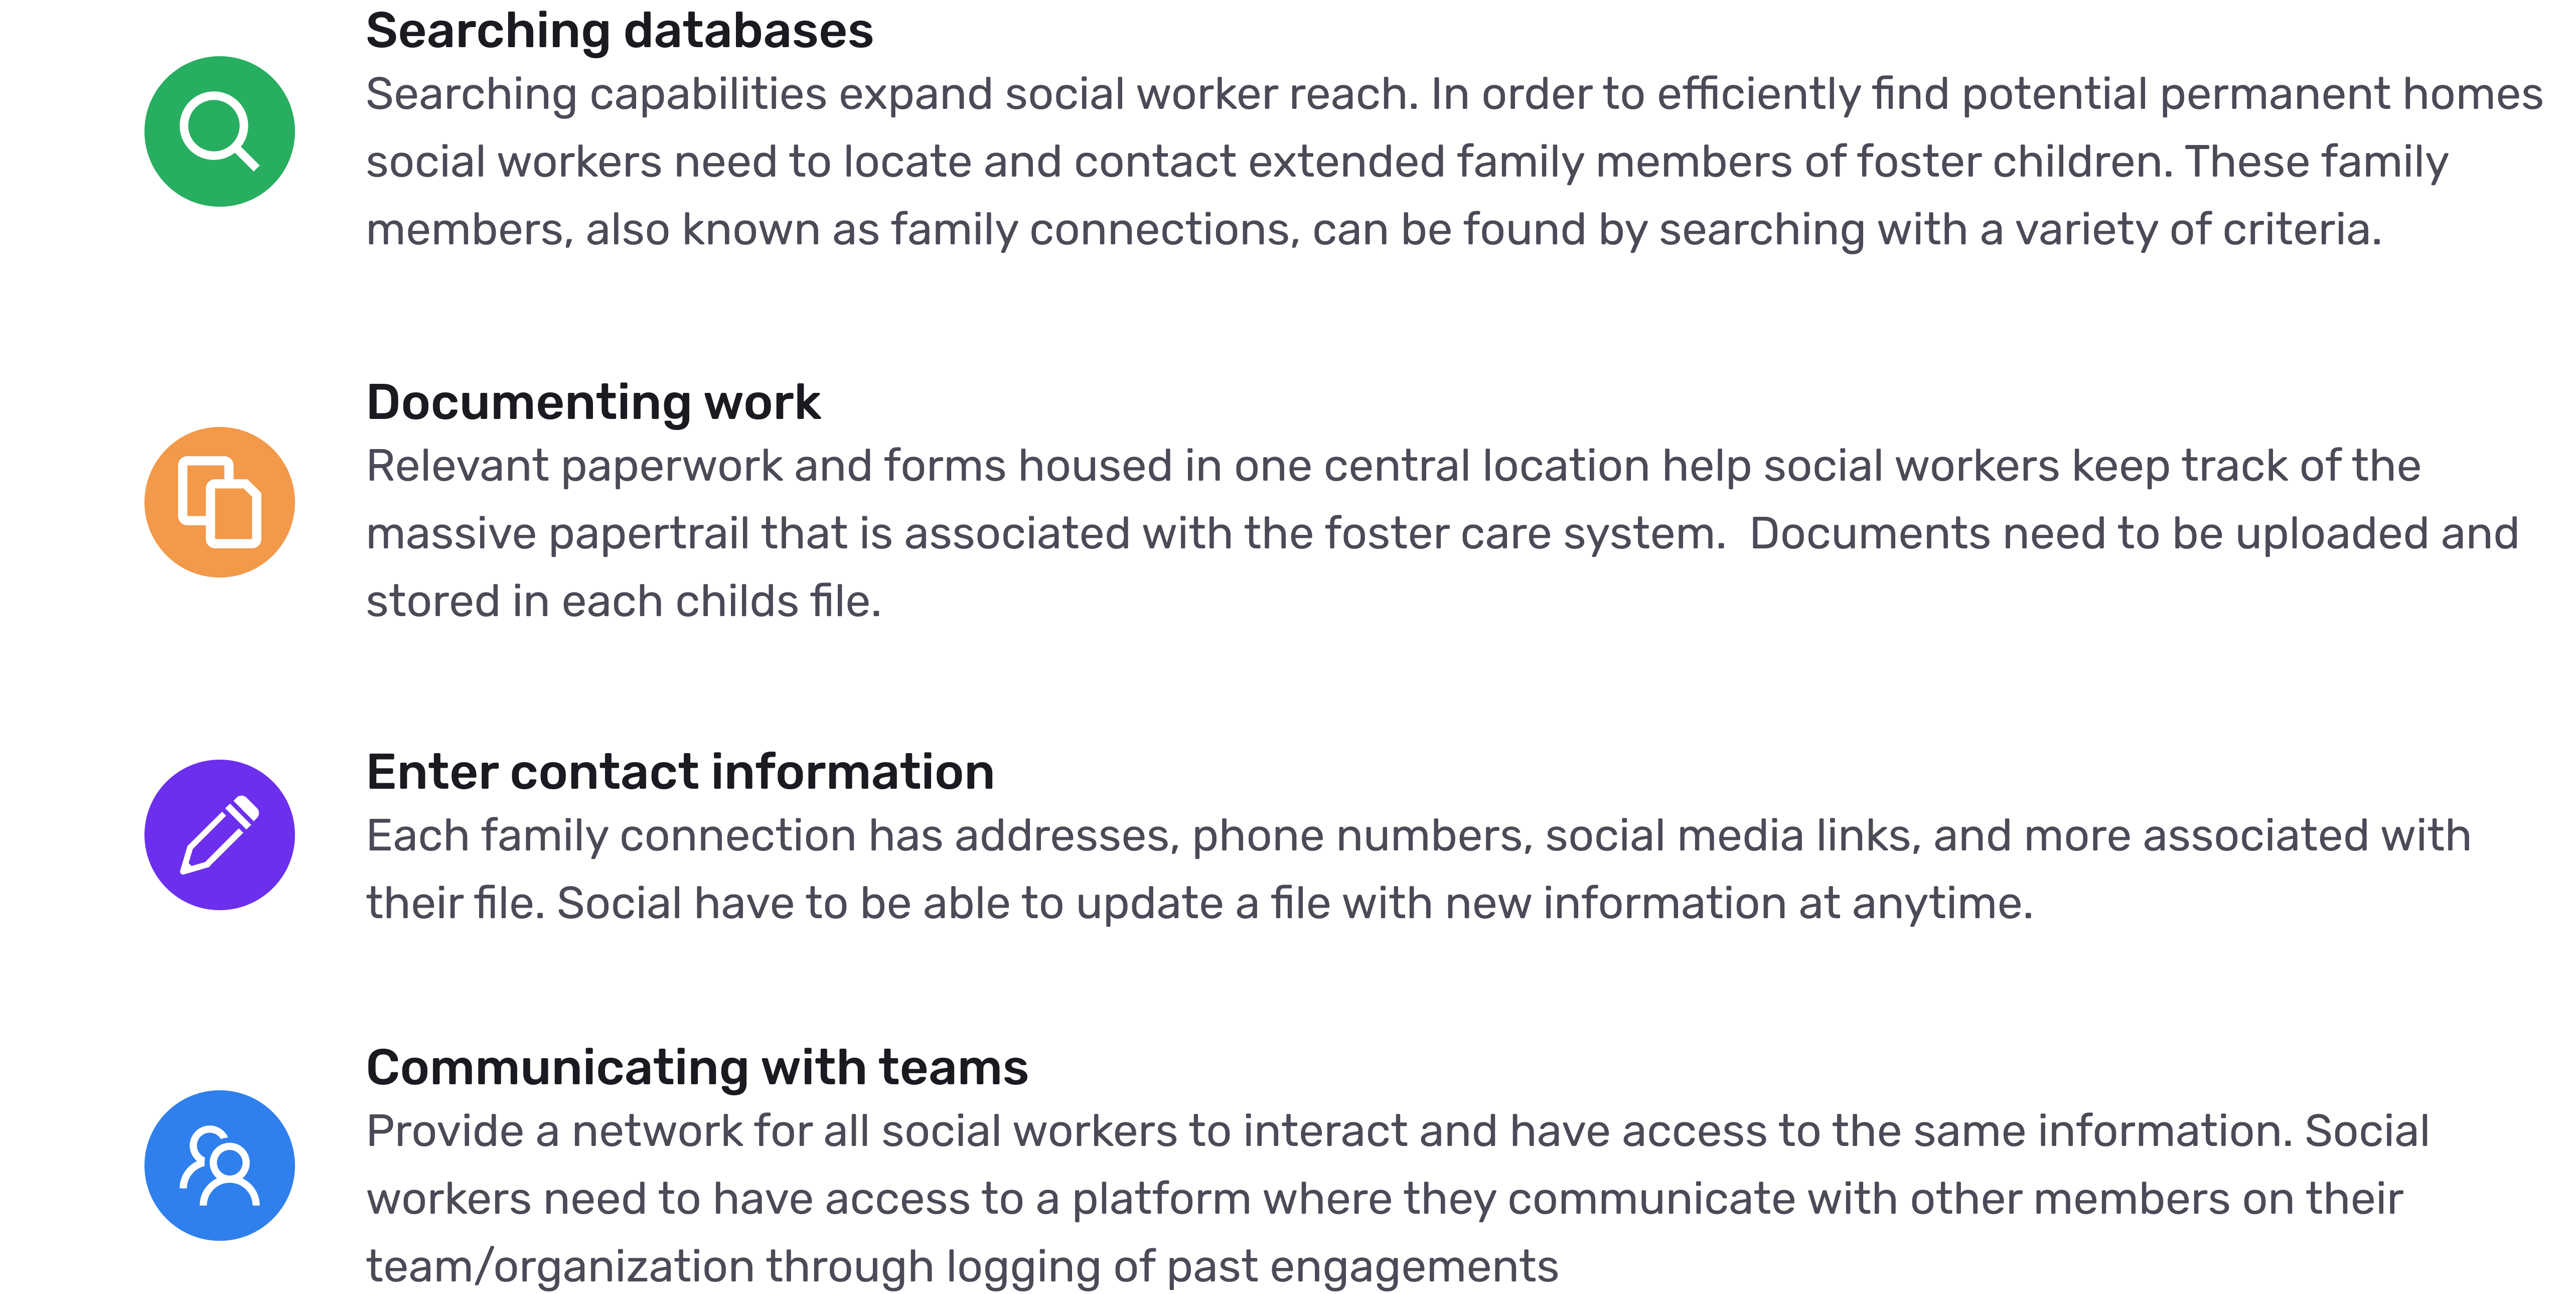 Searching databases
Searching capabilities expand social worker reach. In order to efficiently find potential permanent homes
social workers need to locate and contact extended family members of foster children. These family
members, also known as family connections, can be found by searching with a variety of criteria.
Documenting work
Relevant paperwork and forms housed in one central location help social workers keep track of the
massive papertrail that is associated with the foster care system.  Documents need to be uploaded and
stored in each childs file.
Enter contact information
Each family connection has addresses, phone numbers, social media links, and more associated with
their file. Social have to be able to update a file with new information at anytime.
Communicating with teams
Provide a network for all social workers to interact and have access to the same information. Social
workers need to have access to a platform where they communicate with other members on their
team/organization through logging of past engagements